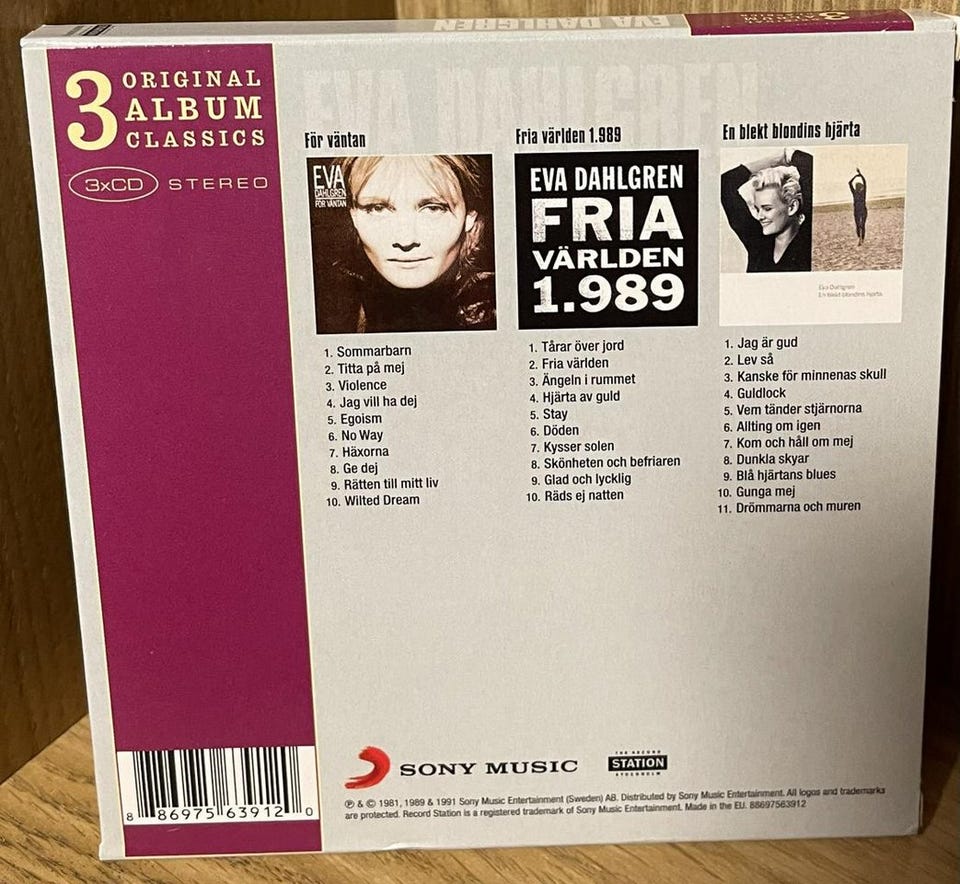 EVA DAHLGREN
3 ORIGINAL
ALBUM
CLASSICS
3xCD STEREO
EVA DAHLGREN
För väntan
EVA
DAHLGREN
FÖR VÄNTAN
1. Sommarbarn
2. Titta på mej
3. Violence
4. Jag vill ha dej
5. Egoism
6. No Way
7. Häxorna
8. Ge dej
9. Rätten till mitt liv
10. Wilted Dream
Fria världen 1.989
EVA DAHLGREN
FRIA
VÄRLDEN
1.989
1. Tårar över jord
2. Fria världen
3. Ängeln i rummet
4. Hjärta av guld
5. Stay
6. Döden
7. Kysser solen
8. Skönheten och befriaren
9. Glad och lycklig
10. Räds ej natten
En blekt blondins hjärta
Eva Dahlgren
En blekt blondins hjärta
1. Jag är gud
2. Lev så
3. Kanske för minnenas skull
4. Guldlock
5. Vem tänder stjärnorna
6. Allting om igen
7. Kom och håll om mej
8. Dunkla skyar
9. Blå hjärtans blues
10. Gunga mej
11. Drömmarna och muren
8 86975 63912 0
SONY MUSIC
THE RECORD
STATION
STOCKHOLM
℗ & © 1981, 1989 & 1991 Sony Music Entertainment (Sweden) AB. Distributed by Sony Music Entertainment. All logos and trademarks
are protected. Record Station is a registered trademark of Sony Music Entertainment. Made in the EU. 88697563912